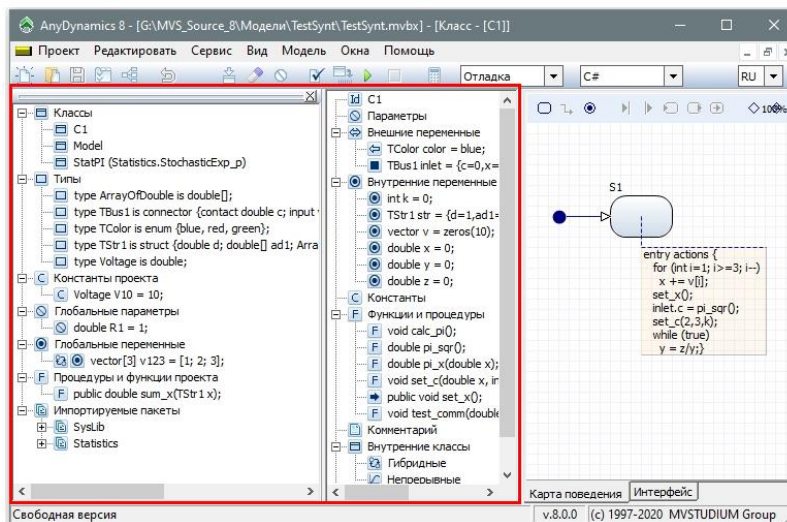 AnyDynamics 8 - [G:\MVS_Source_8\Модели\TestSynt\TestSynt.mvbx] - [Класс - [C1]]
Проект Редактировать Сервис Вид Модель Окна Помощь
Отладка C# RU
Классы
C1
Model
StatPI (Statistics.StochasticExp_p)
Типы
type ArrayOfDouble is double[];
type TBus1 is connector {contact double c; input
type TColor is enum {blue, red, green};
type TStr1 is struct {double d; double[] ad1; Arra
type Voltage is double;
Константы проекта
C Voltage V10 = 10;
Глобальные параметры
double R1 = 1;
Глобальные переменные
vector[3] v123 = [1; 2; 3];
F Процедуры и функции проекта
F public double sum_x(TStr1 x);
Импортируемые пакеты
SysLib
Statistics
Id C1
Параметры
Внешние переменные
TColor color = blue;
TBus1 inlet = {c=0,x=
Внутренние переменные
int k = 0;
TStr1 str = {d=1,ad1=
vector v = zeros(10);
double x = 0;
double y = 0;
double z = 0;
C Константы
F Функции и процедуры
F void calc_pi();
F double pi_sqr();
F double pi_x(double x);
F void set_c(double x, in
public void set_x();
F void test_comm(doubl
Комментарий
Внутренние классы
Гибридные
Непрерывные
100%
S1
entry actions {
for (int i=1; i>=3; i--)
x += v[i];
set_x();
inlet.c = pi_sqr();
set_c(2,3,k);
while (true)
y = z/y;}
Карта поведения Интерфейс
Свободная версия v.8.0.0 (c) 1997-2020 MVSTUDIUM Group